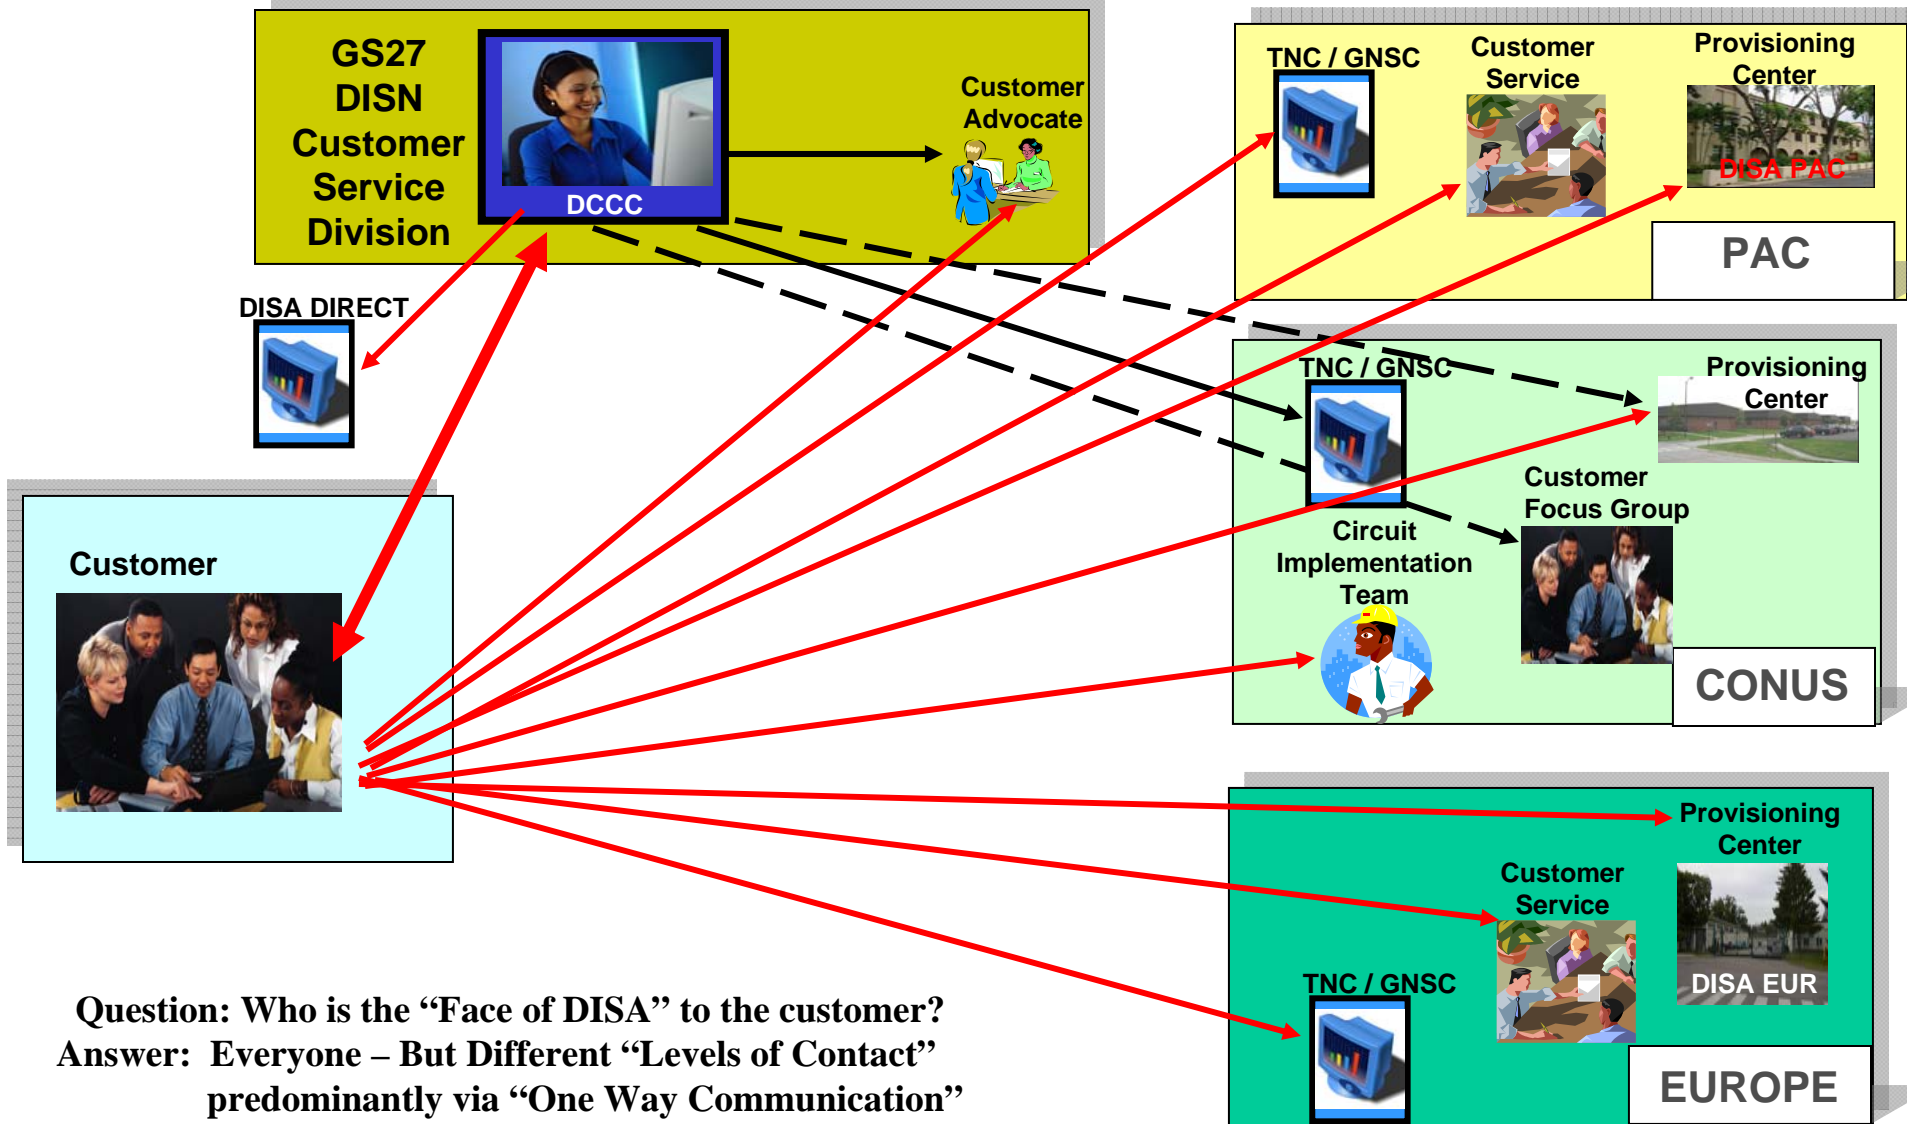 GS27
DISN
Customer
Service
Division
DCCC
Customer
Advocate
DISA DIRECT
Customer
TNC / GNSC
Customer
Service
Provisioning
Center
DISA PAC
PAC
TNC / GNSC
Provisioning
Center
Customer
Focus Group
Circuit
Implementation
Team
CONUS
Provisioning
Center
Customer
Service
DISA EUR
TNC / GNSC
EUROPE
Question: Who is the “Face of DISA” to the customer?
Answer:  Everyone – But Different “Levels of Contact”
predominantly via “One Way Communication”